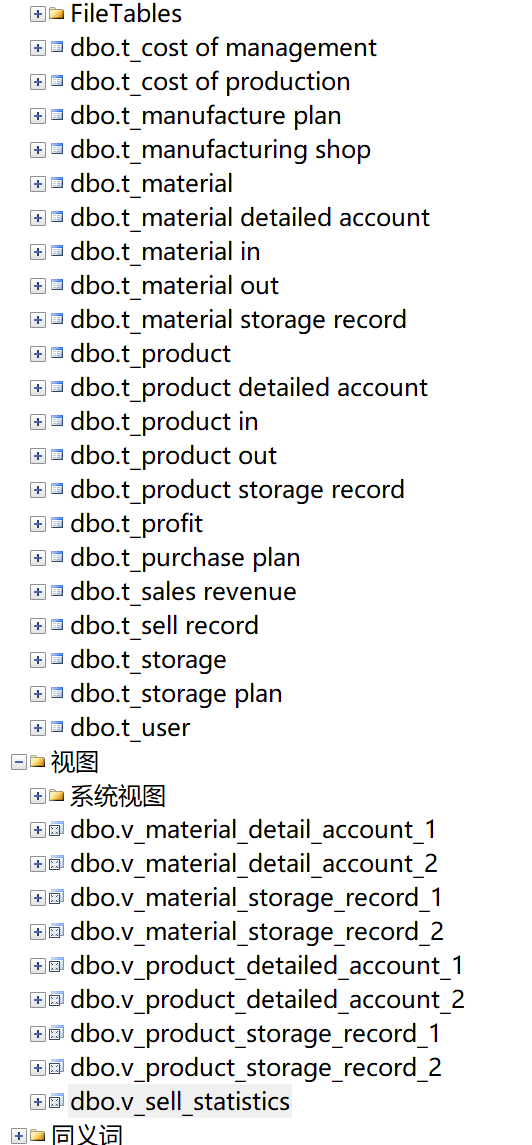 FileTables
dbo.t_cost of management
dbo.t_cost of production
dbo.t_manufacture plan
dbo.t_manufacturing shop
dbo.t_material
dbo.t_material detailed account
dbo.t_material in
dbo.t_material out
dbo.t_material storage record
dbo.t_product
dbo.t_product detailed account
dbo.t_product in
dbo.t_product out
dbo.t_product storage record
dbo.t_profit
dbo.t_purchase plan
dbo.t_sales revenue
dbo.t_sell record
dbo.t_storage
dbo.t_storage plan
dbo.t_user
视图
系统视图
dbo.v_material_detail_account_1
dbo.v_material_detail_account_2
dbo.v_material_storage_record_1
dbo.v_material_storage_record_2
dbo.v_product_detailed_account_1
dbo.v_product_detailed_account_2
dbo.v_product_storage_record_1
dbo.v_product_storage_record_2
dbo.v_sell_statistics
同义词